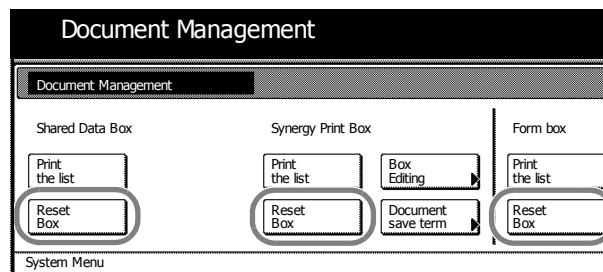 Document Management
Document Management
Shared Data Box
Synergy Print Box
Form box
Print
the list
Print
the list
Box
Editing
Print
the list
Reset
Box
Reset
Box
Document
save term
Reset
Box
System Menu